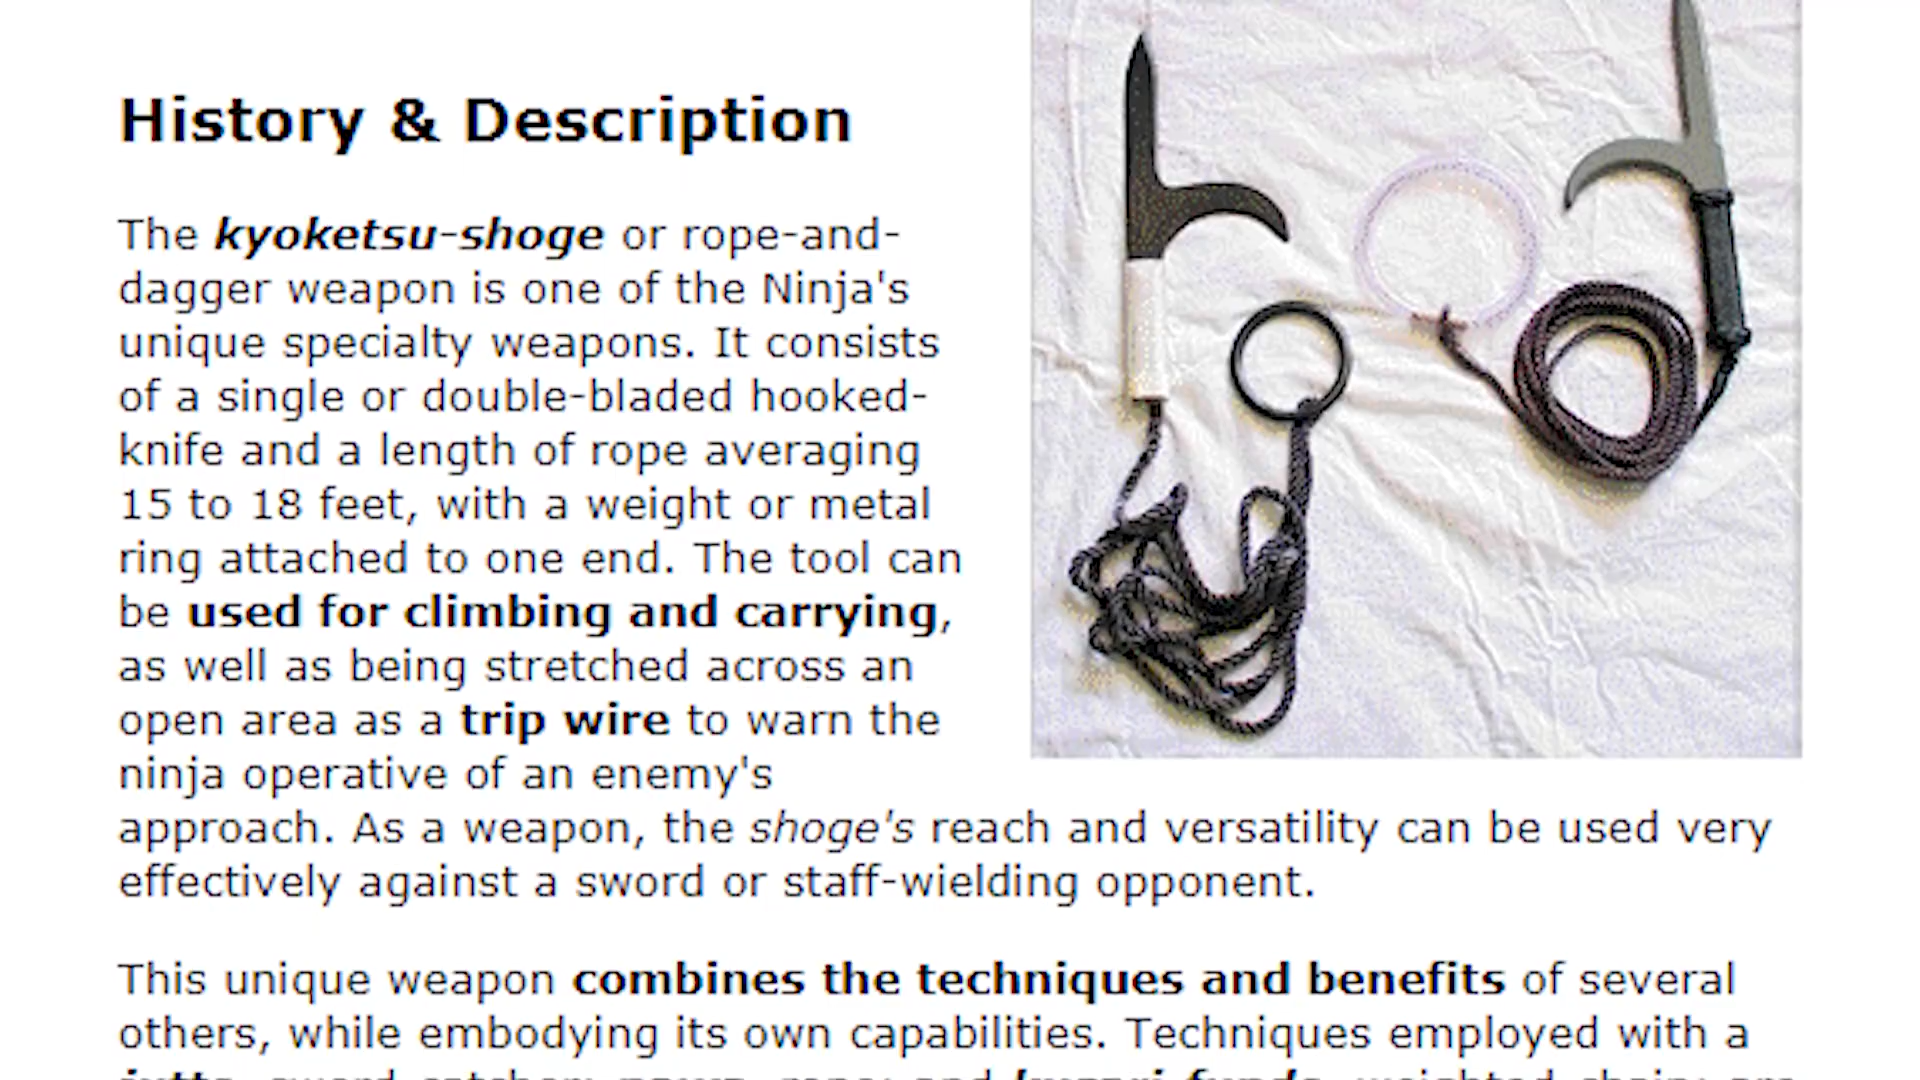 History & Description
The kyoketsu-shoge or rope-and-
dagger weapon is one of the Ninja's
unique specialty weapons. It consists
of a single or double-bladed hooked-
knife and a length of rope averaging
15 to 18 feet, with a weight or metal
ring attached to one end. The tool can
be used for climbing and carrying,
as well as being stretched across an
open area as a trip wire to warn the
ninja operative of an enemy's
approach. As a weapon, the shoge's reach and versatility can be used very
effectively against a sword or staff-wielding opponent.
This unique weapon combines the techniques and benefits of several
others, while embodying its own capabilities. Techniques employed with a